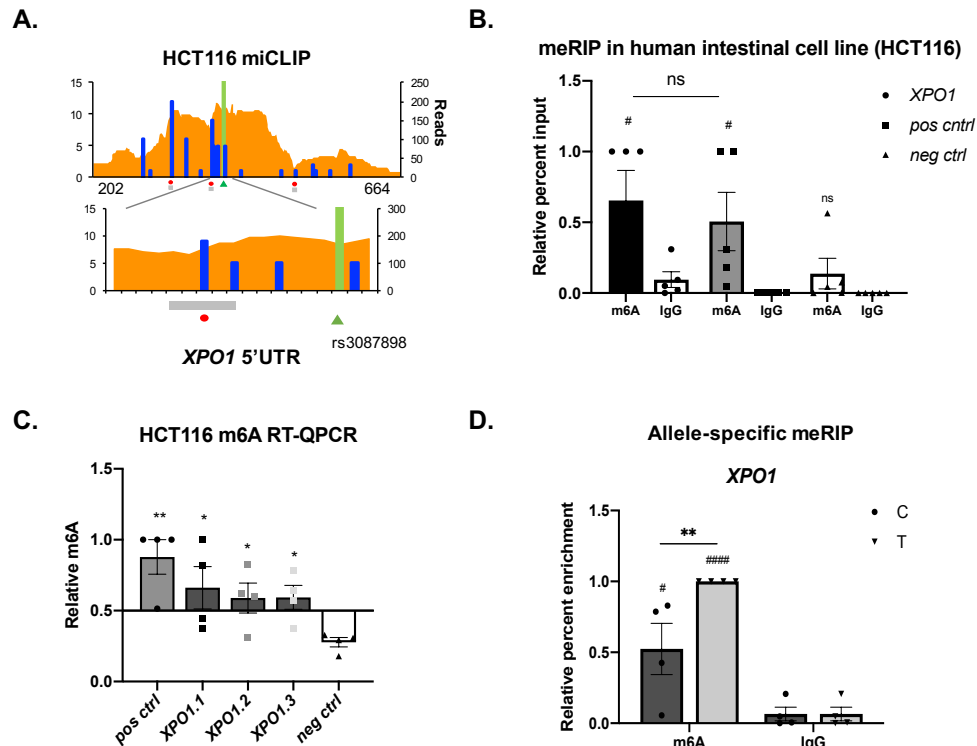 A.
HCT116 miCLIP
15
10
5
0
250
200
150
100
50
0
Reads
202
664
15
10
5
0
300
200
100
0
rs3087898
XPO1 5'UTR
B.
meRIP in human intestinal cell line (HCT116)
Relative percent input
1.5
1.0
0.5
0.0
ns
#
#
ns
XPO1
pos cntrl
neg ctrl
m6A
IgG
m6A
IgG
m6A
IgG
C.
HCT116 m6A RT-QPCR
Relative m6A
1.5
1.0
0.5
0.0
**
*
*
*
pos ctrl
XPO1.1
XPO1.2
XPO1.3
neg ctrl
D.
Allele-specific meRIP
XPO1
Relative percent enrichment
1.5
1.0
0.5
0.0
**
#
####
C
T
m6A
IgG